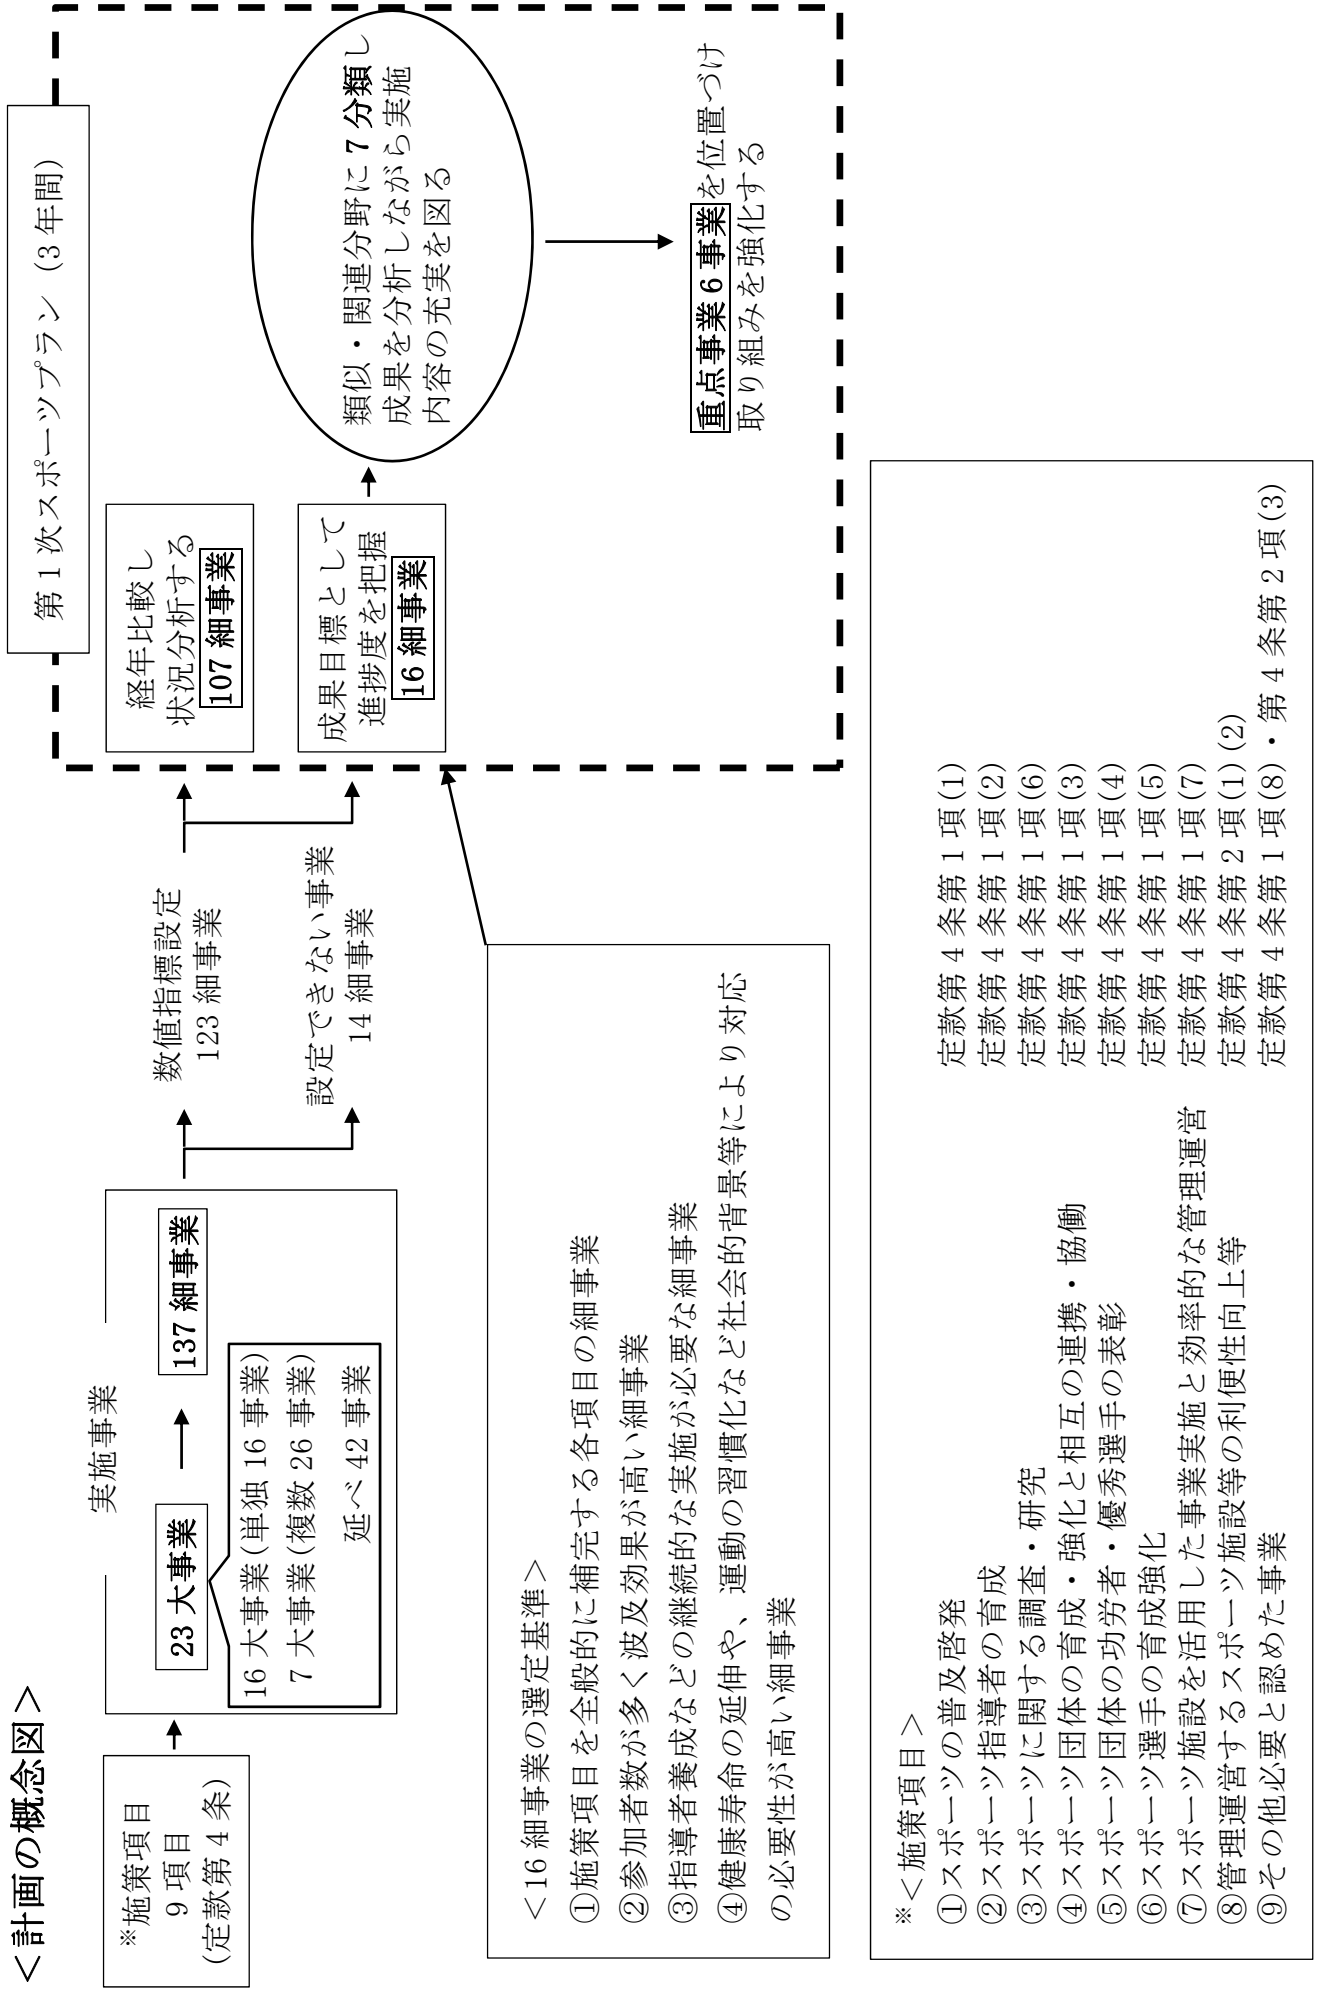 ＜計画の概念図＞
※施策項目
9 項目
(定款第 4 条)
実施事業
23 大事業
137 細事業
16 大事業(単独 16 事業)
7 大事業(複数 26 事業)
延べ 42 事業
数値指標設定
123 細事業
設定できない事業
14 細事業
第 1 次スポーツプラン（3 年間）
経年比較し
状況分析する
107 細事業
成果目標として
進捗度を把握
16 細事業
類似・関連分野に 7 分類し
成果を分析しながら実施
内容の充実を図る
重点事業 6 事業を位置づけ
取り組みを強化する
＜16 細事業の選定基準＞
①施策項目を全般的に補完する各項目の細事業
②参加者数が多く波及効果が高い細事業
③指導者養成などの継続的な実施が必要な細事業
④健康寿命の延伸や、運動の習慣化など社会的背景等により対応
の必要性が高い細事業
※＜施策項目＞
①スポーツの普及啓発 定款第 4 条第 1 項(1)
②スポーツ指導者の育成 定款第 4 条第 1 項(2)
③スポーツに関する調査・研究 定款第 4 条第 1 項(6)
④スポーツ団体の育成・強化と相互の連携・協働 定款第 4 条第 1 項(3)
⑤スポーツ団体の功労者・優秀選手の表彰 定款第 4 条第 1 項(4)
⑥スポーツ選手の育成強化 定款第 4 条第 1 項(5)
⑦スポーツ施設を活用した事業実施と効率的な管理運営 定款第 4 条第 1 項(7)
⑧管理運営するスポーツ施設等の利便性向上等 定款第 4 条第 2 項(1)(2)
⑨その他必要と認めた事業 定款第 4 条第 1 項(8)・第 4 条第 2 項(3)